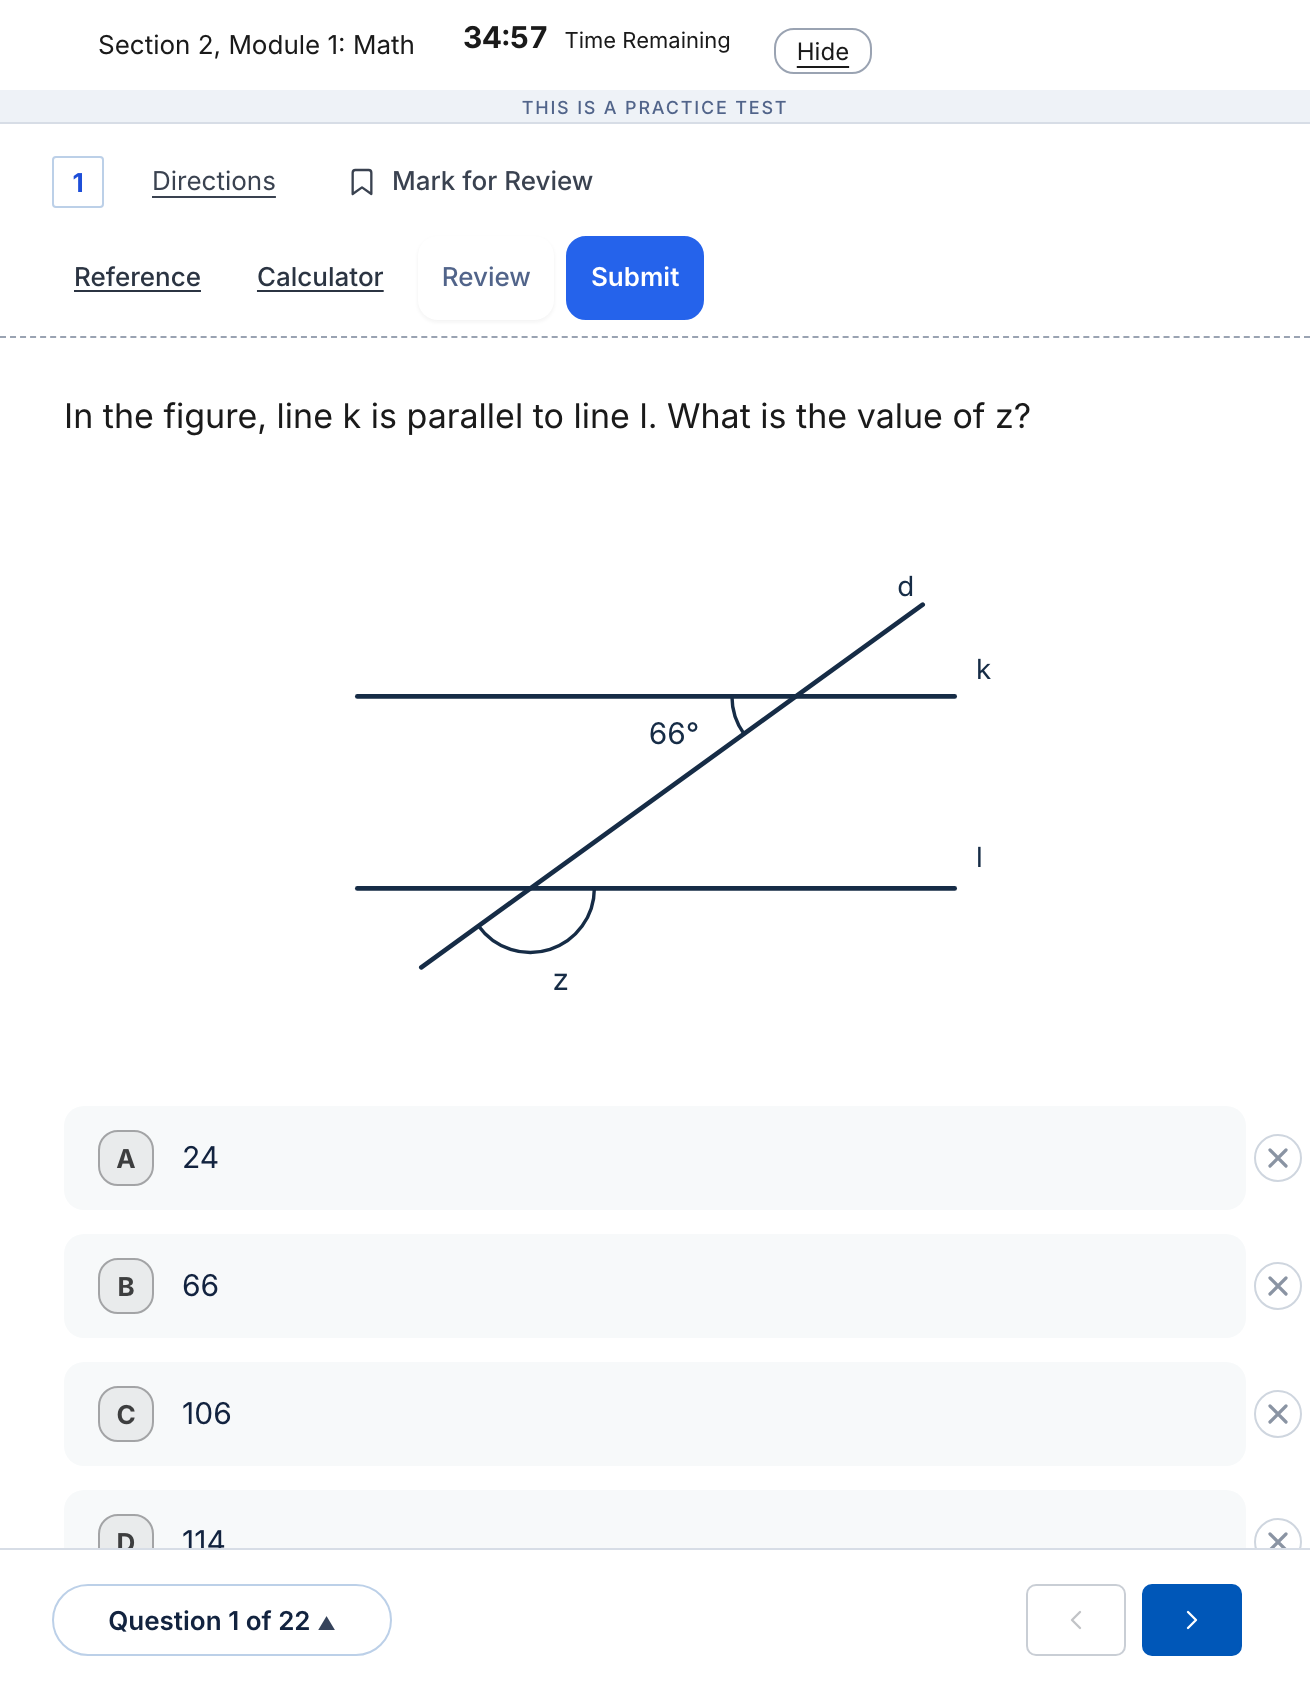 Section 2, Module 1: Math 34:57 Time Remaining Hide
THIS IS A PRACTICE TEST
1 Directions Mark for Review
Reference Calculator Review Submit
In the figure, line k is parallel to line l. What is the value of z?
d
k
66°
l
z
A 24
B 66
C 106
D 114
Question 1 of 22 ▲